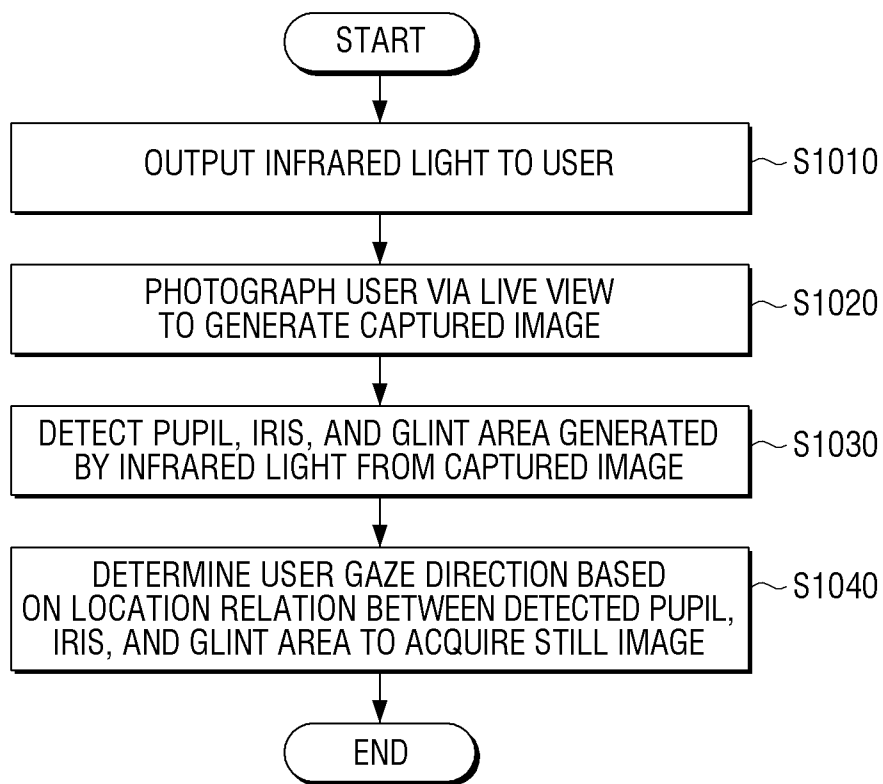 START
OUTPUT INFRARED LIGHT TO USER
S1010
PHOTOGRAPH USER VIA LIVE VIEW
TO GENERATE CAPTURED IMAGE
S1020
DETECT PUPIL, IRIS, AND GLINT AREA GENERATED
BY INFRARED LIGHT FROM CAPTURED IMAGE
S1030
DETERMINE USER GAZE DIRECTION BASED
ON LOCATION RELATION BETWEEN DETECTED PUPIL,
IRIS, AND GLINT AREA TO ACQUIRE STILL IMAGE
S1040
END